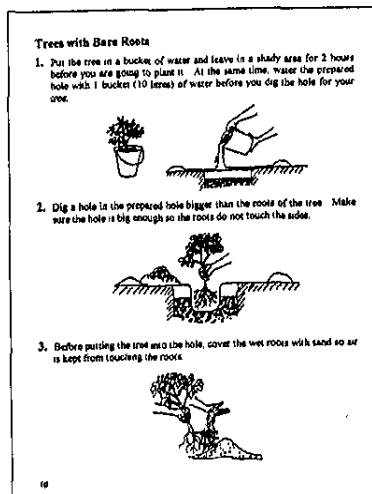 Trees with Bare Roots
1. Put the tree in a bucket of water and leave in a shady area for 2 hours
before you are going to plant it. At the same time, water the prepared
hole with 1 bucket (10 litres) of water before you dig the hole for your
tree.
2. Dig a hole in the prepared hole bigger than the roots of the tree. Make
sure the hole is big enough so the roots do not touch the sides.
3. Before putting the tree into the hole, cover the wet roots with sand so air
is kept from touching the roots.